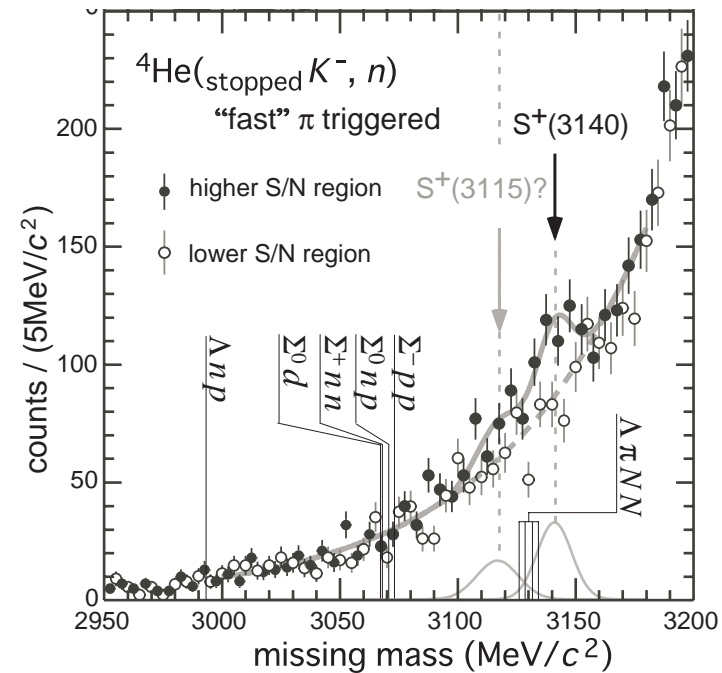 ⁴He(stopped K⁻, n)
“fast” π triggered
S⁺(3140)
S⁺(3115)?
higher S/N region
lower S/N region
Λnp
Σ⁰d
Σ⁺nn
Σ⁰np
Σ⁻pp
ΛπNN
counts / (5MeV/c²)
200
150
100
50
0
2950 3000 3050 3100 3150 3200
missing mass (MeV/c²)